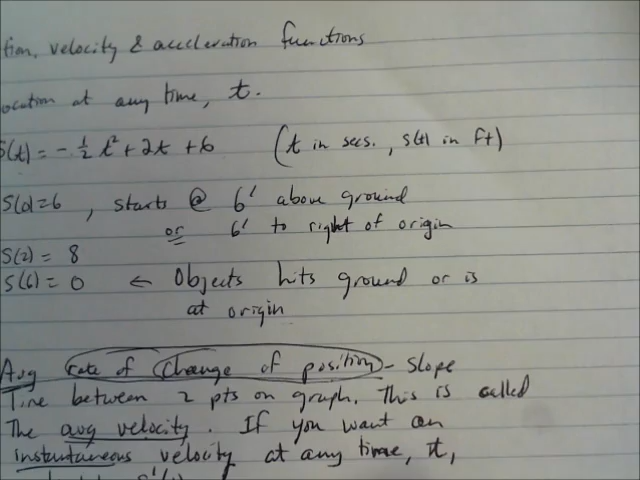 tion, velocity & accleration functions
ocation at any time, t.
S(t) = -½t² + 2t + 6 (t in secs., s(t) in ft)
S(0)=6, starts @ 6' above ground
or 6' to right of origin
S(2) = 8
S(6) = 0 ← Objects hits ground or is
at origin
Avg rate of change of position - slope
Line between 2 pts on graph. This is called
The avg velocity. If you want an
instantaneous velocity at any time, t,